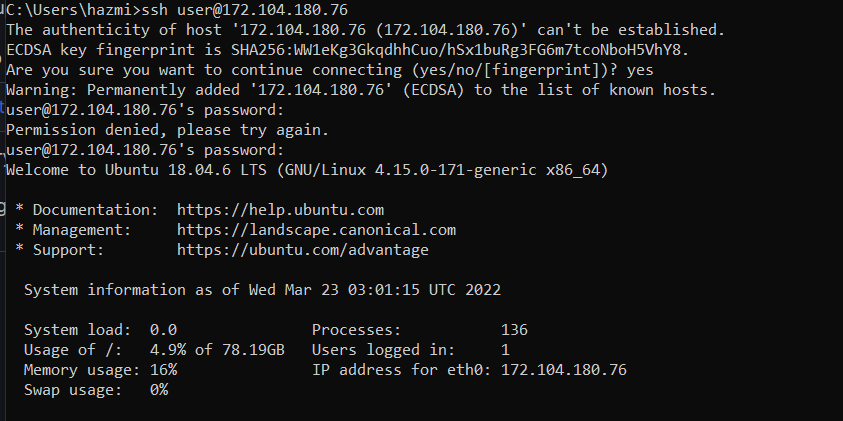 C:\Users\hazmi>ssh user@172.104.180.76
The authenticity of host '172.104.180.76 (172.104.180.76)' can't be established.
ECDSA key fingerprint is SHA256:WW1eKg3GkqdhhCuo/hSx1buRg3FG6m7tcoNboH5VhY8.
Are you sure you want to continue connecting (yes/no/[fingerprint])? yes
Warning: Permanently added '172.104.180.76' (ECDSA) to the list of known hosts.
user@172.104.180.76's password:
Permission denied, please try again.
user@172.104.180.76's password:
Welcome to Ubuntu 18.04.6 LTS (GNU/Linux 4.15.0-171-generic x86_64)
* Documentation: https://help.ubuntu.com
* Management: https://landscape.canonical.com
* Support: https://ubuntu.com/advantage
System information as of Wed Mar 23 03:01:15 UTC 2022
System load: 0.0 Processes: 136
Usage of /: 4.9% of 78.19GB Users logged in: 1
Memory usage: 16% IP address for eth0: 172.104.180.76
Swap usage: 0%